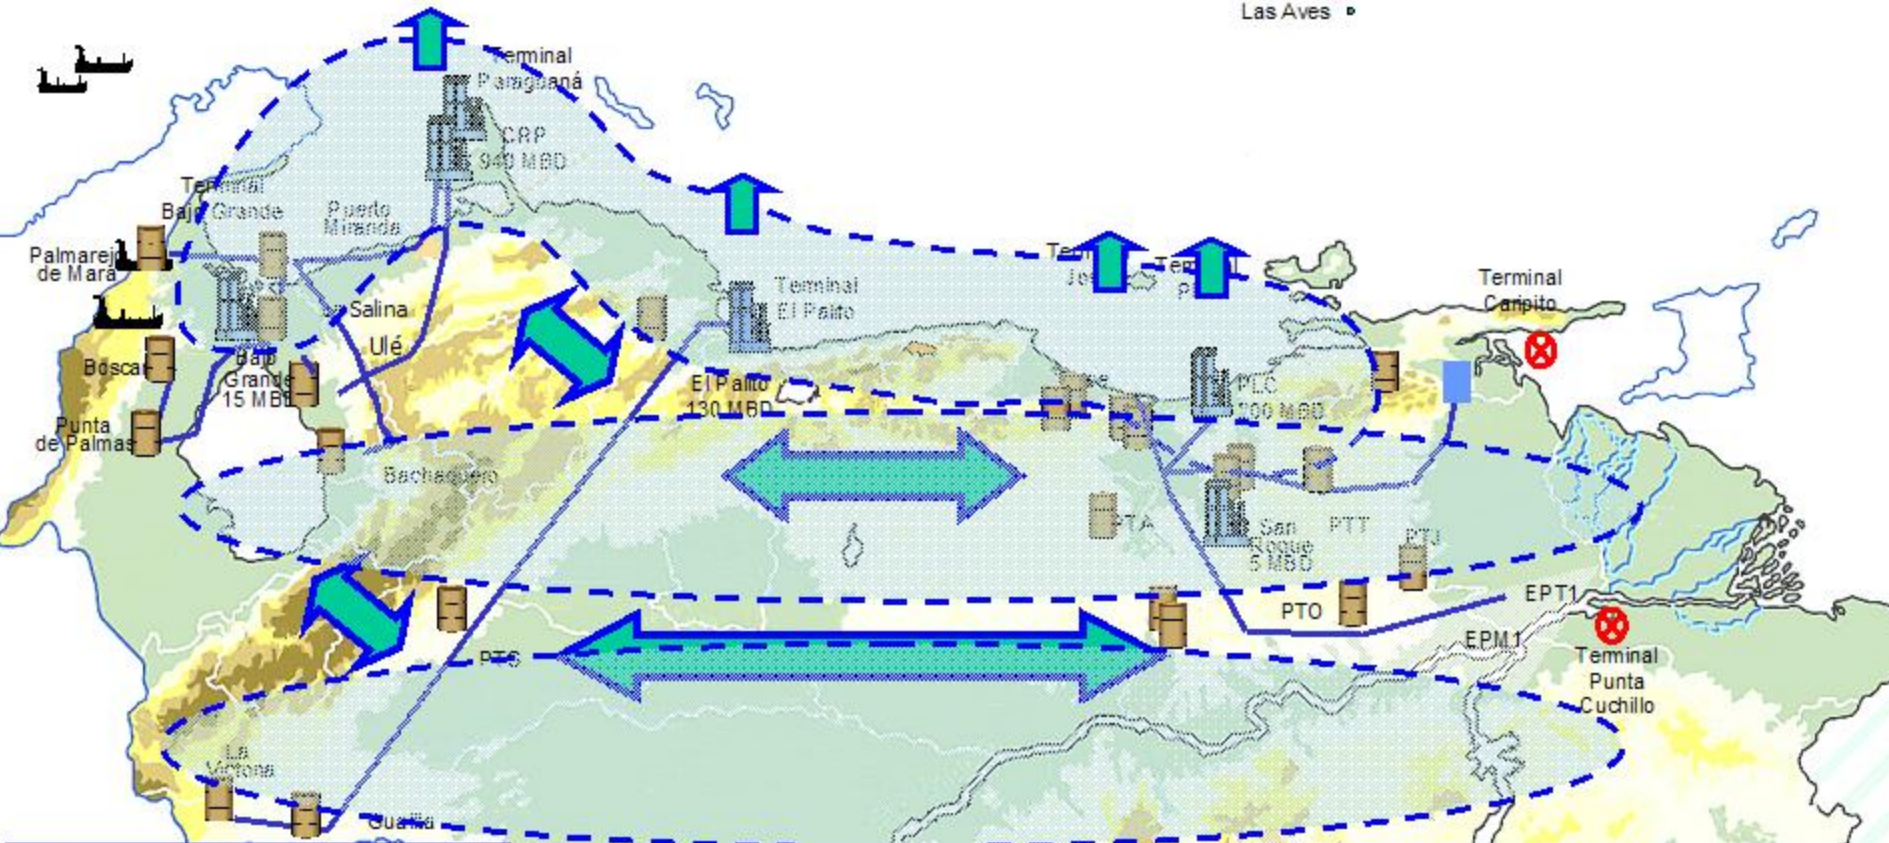 Las Aves
Terminal
Paraguaná
CRP
940 MBD
Terminal
Bajo Grande
Puerto
Miranda
Palmarejo
de Mara
Salina
Ulé
Terminal
El Palito
Terminal
Caripito
Boscan
Bajo
Grande
15 MBD
El Palito
130 MBD
PLC
200 MBD
Punta
de Palmas
Bachaquero
PTA
San
Roque
5 MBD
PTT
PTJ
PTO
EPT1
EPM1
PTS
Terminal
Punta
Cuchillo
La
Victoria